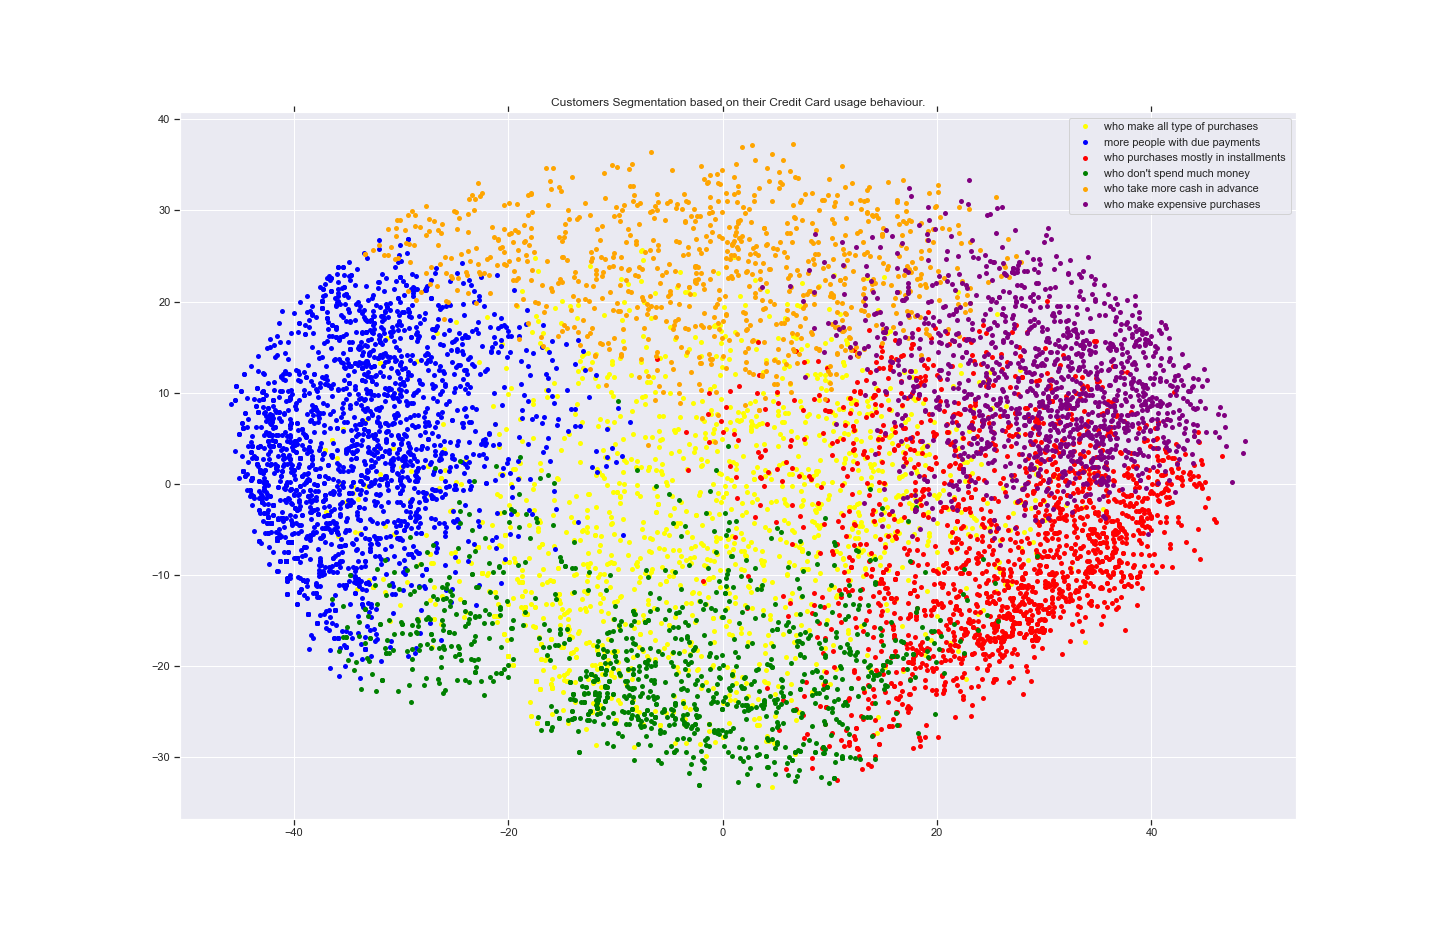 Customers Segmentation based on their Credit Card usage behaviour.
40
30
20
10
0
−10
−20
−30
who make all type of purchases
more people with due payments
who purchases mostly in installments
who don't spend much money
who take more cash in advance
who make expensive purchases
−40
−20
0
20
40